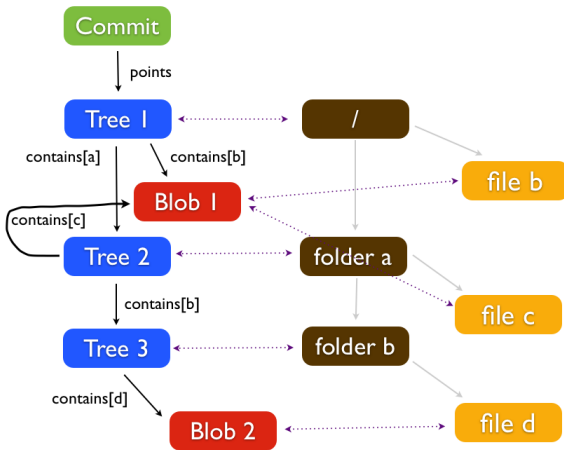 Commit
points
Tree 1
/
contains[a]
contains[b]
file b
Blob 1
contains[c]
Tree 2
folder a
contains[b]
file c
Tree 3
folder b
contains[d]
Blob 2
file d